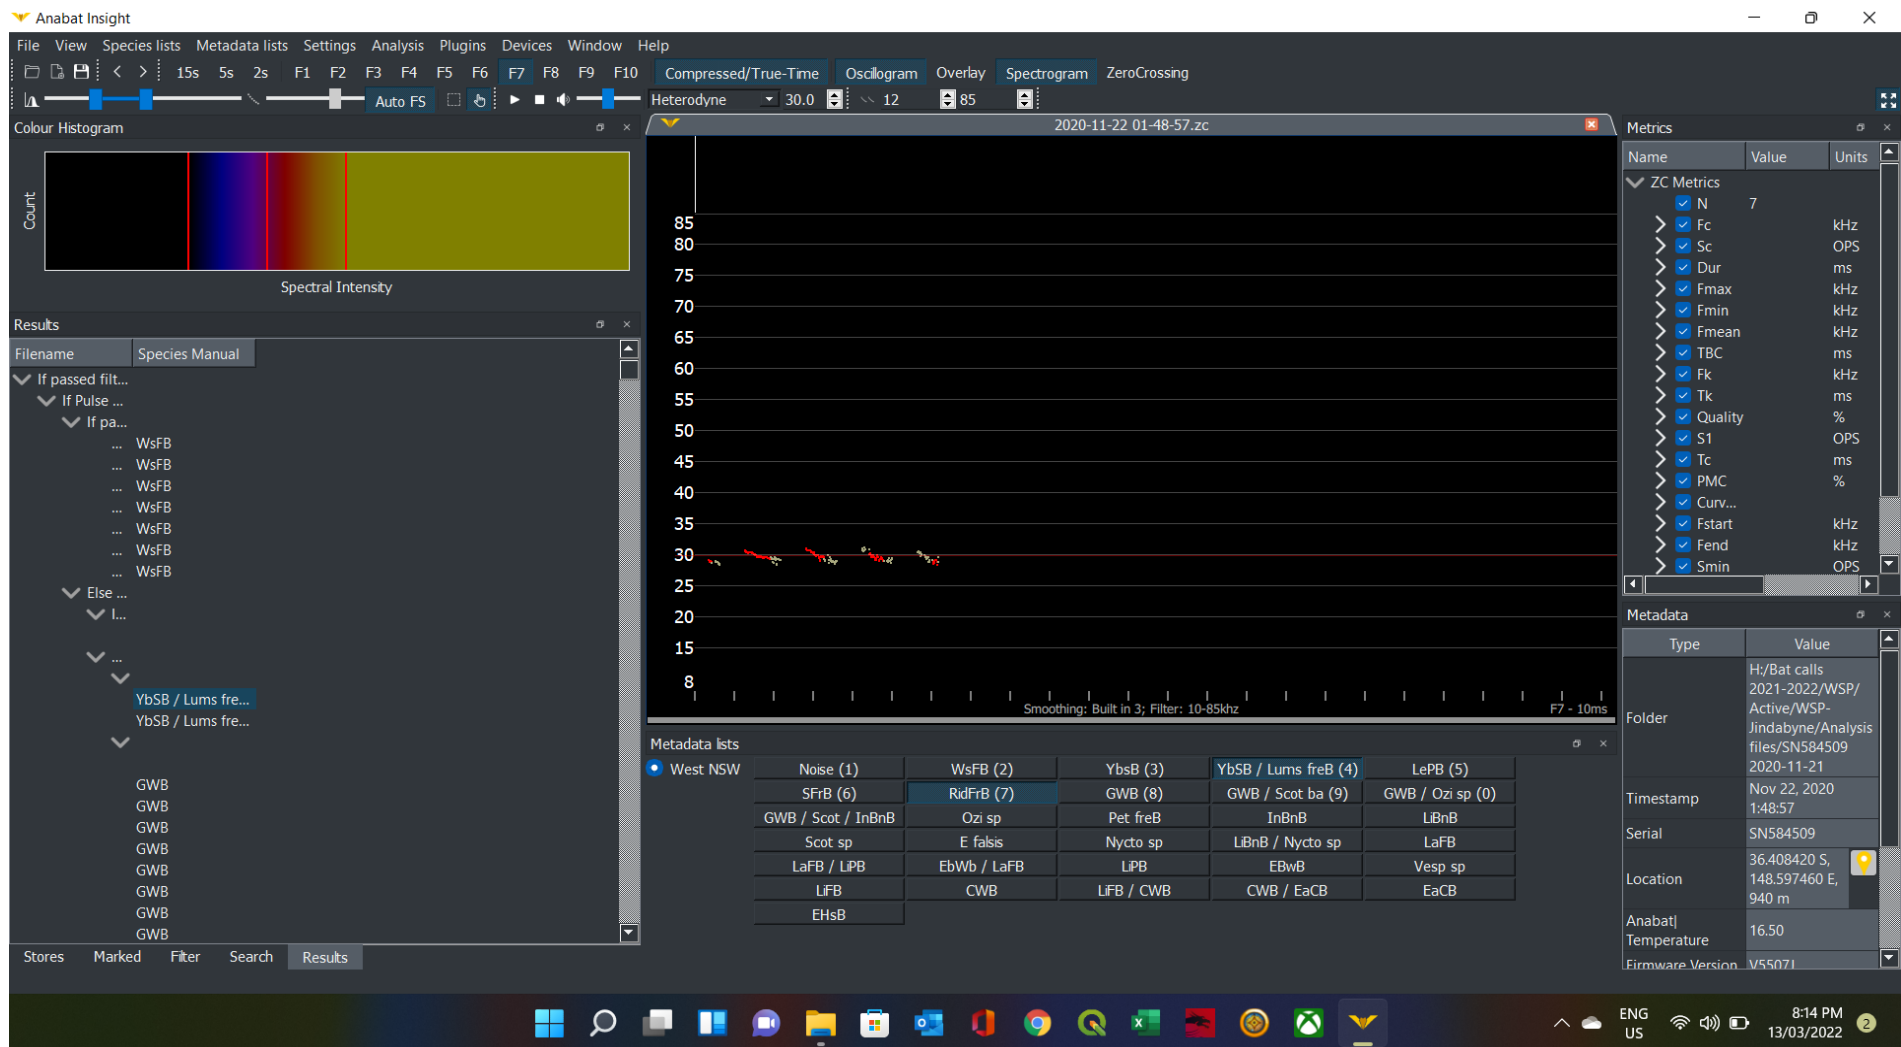 Anabat Insight
File View Species lists Metadata lists Settings Analysis Plugins Devices Window Help
15s 5s 2s F1 F2 F3 F4 F5 F6 F7 F8 F9 F10 Compressed/True-Time Oscillogram Overlay Spectrogram ZeroCrossing
Auto FS Heterodyne 30.0 12 85
Colour Histogram
Count
Spectral Intensity
Results
Filename Species Manual
If passed filt...
If Pulse ...
If pa...
... WsFB
... WsFB
... WsFB
... WsFB
... WsFB
... WsFB
... WsFB
Else ...
I...
...
YbSB / Lums fre...
YbSB / Lums fre...
GWB
GWB
GWB
GWB
GWB
GWB
GWB
GWB
Stores Marked Filter Search Results
2020-11-22 01-48-57.zc
85
80
75
70
65
60
55
50
45
40
35
30
25
20
15
8
Smoothing: Built in 3; Filter: 10-85khz
F7 - 10ms
Metadata lists
West NSW
Noise (1) WsFB (2) YbsB (3) YbSB / Lums freB (4) LePB (5)
SFrB (6) RidFrB (7) GWB (8) GWB / Scot ba (9) GWB / Ozi sp (0)
GWB / Scot / InBnB Ozi sp Pet freB InBnB LiBnB
Scot sp E falsis Nycto sp LiBnB / Nycto sp LaFB
LaFB / LiPB EbWb / LaFB LiPB EBwB Vesp sp
LiFB CWB LiFB / CWB CWB / EaCB EaCB
EHsB
Metrics
Name Value Units
ZC Metrics
N 7
Fc kHz
Sc OPS
Dur ms
Fmax kHz
Fmin kHz
Fmean kHz
TBC ms
Fk kHz
Tk ms
Quality %
S1 OPS
Tc ms
PMC %
Curv...
Fstart kHz
Fend kHz
Smin OPS
Metadata
Type Value
Folder
H:/Bat calls
2021-2022/WSP/
Active/WSP-
Jindabyne/Analysis
files/SN584509
2020-11-21
Timestamp
Nov 22, 2020
1:48:57
Serial SN584509
Location
36.408420 S,
148.597460 E,
940 m
Anabat|
Temperature
16.50
Firmware Version V5507J
ENG
US
8:14 PM
13/03/2022
2